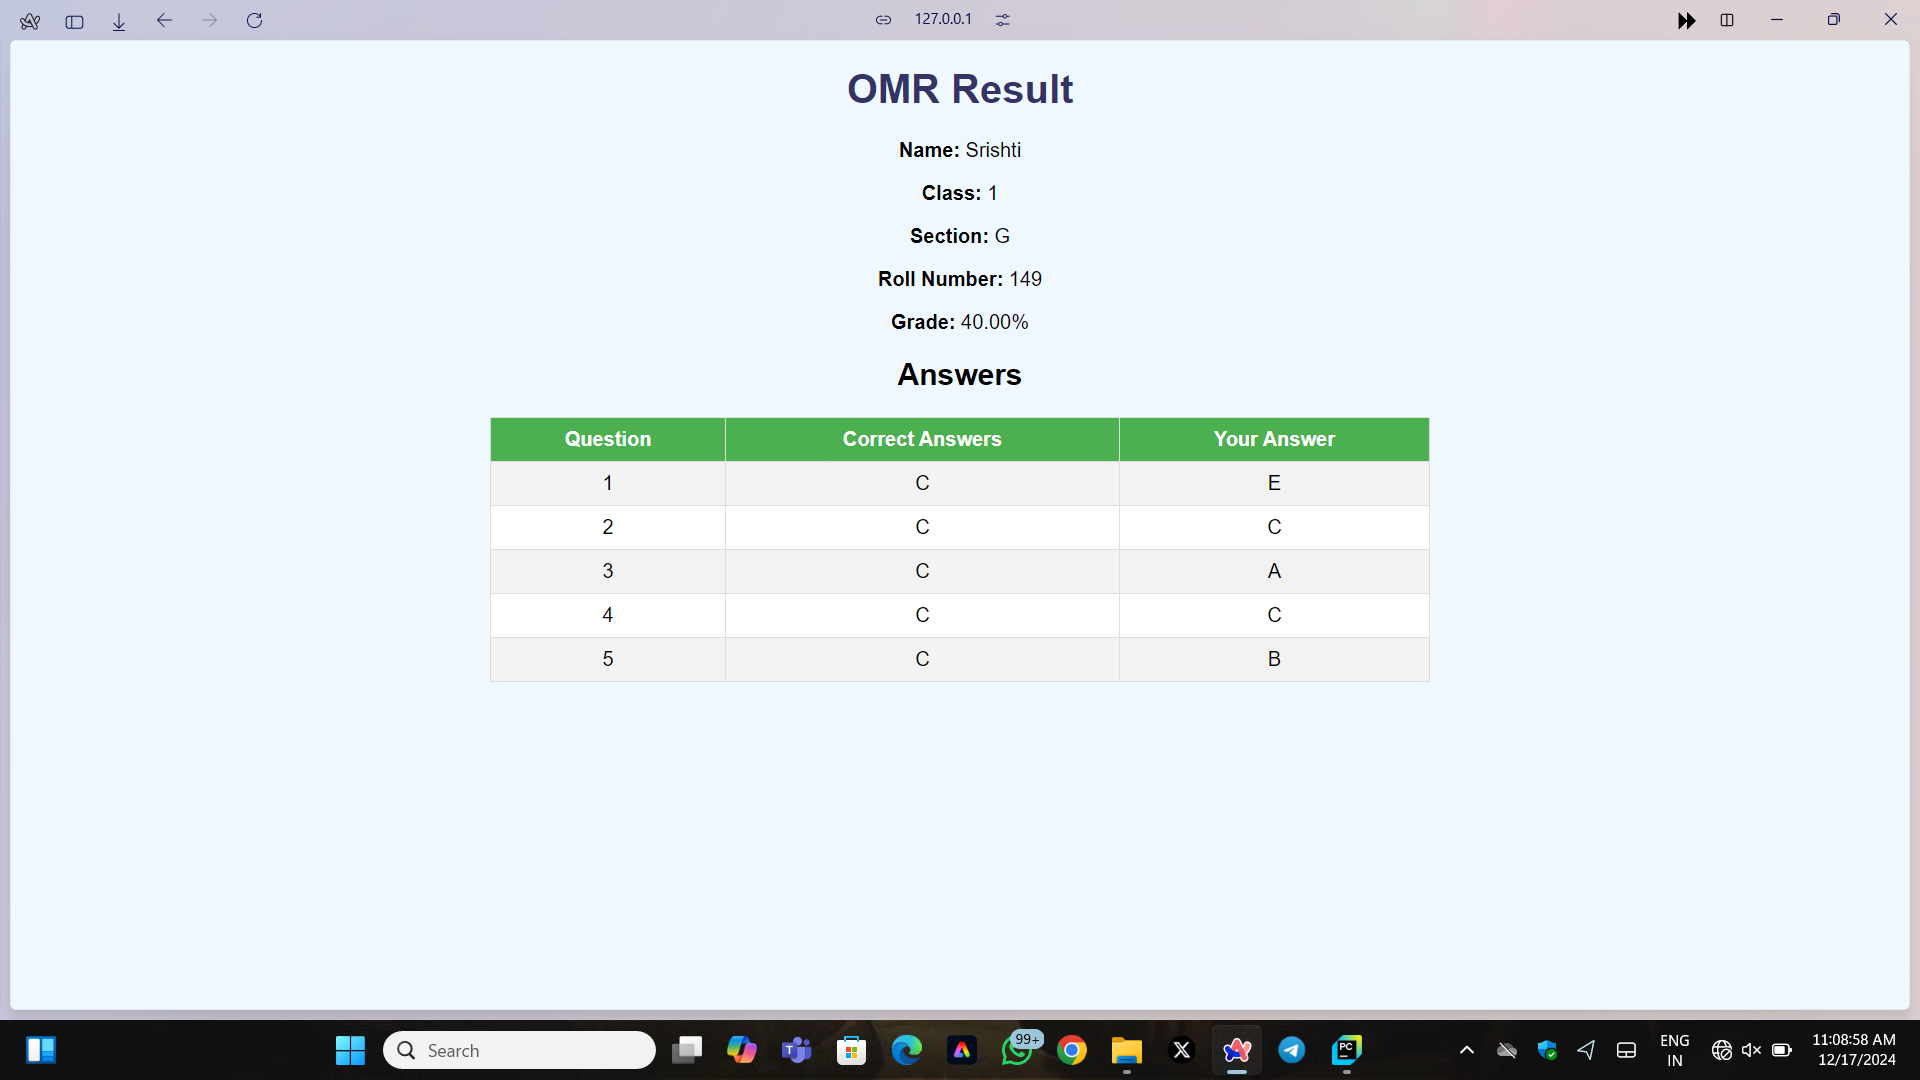 127.0.0.1
OMR Result
Name: Srishti
Class: 1
Section: G
Roll Number: 149
Grade: 40.00%
Answers
Question Correct Answers Your Answer
1 C E
2 C C
3 C A
4 C C
5 C B
Search
99+
PC
ENG
IN
11:08:58 AM
12/17/2024